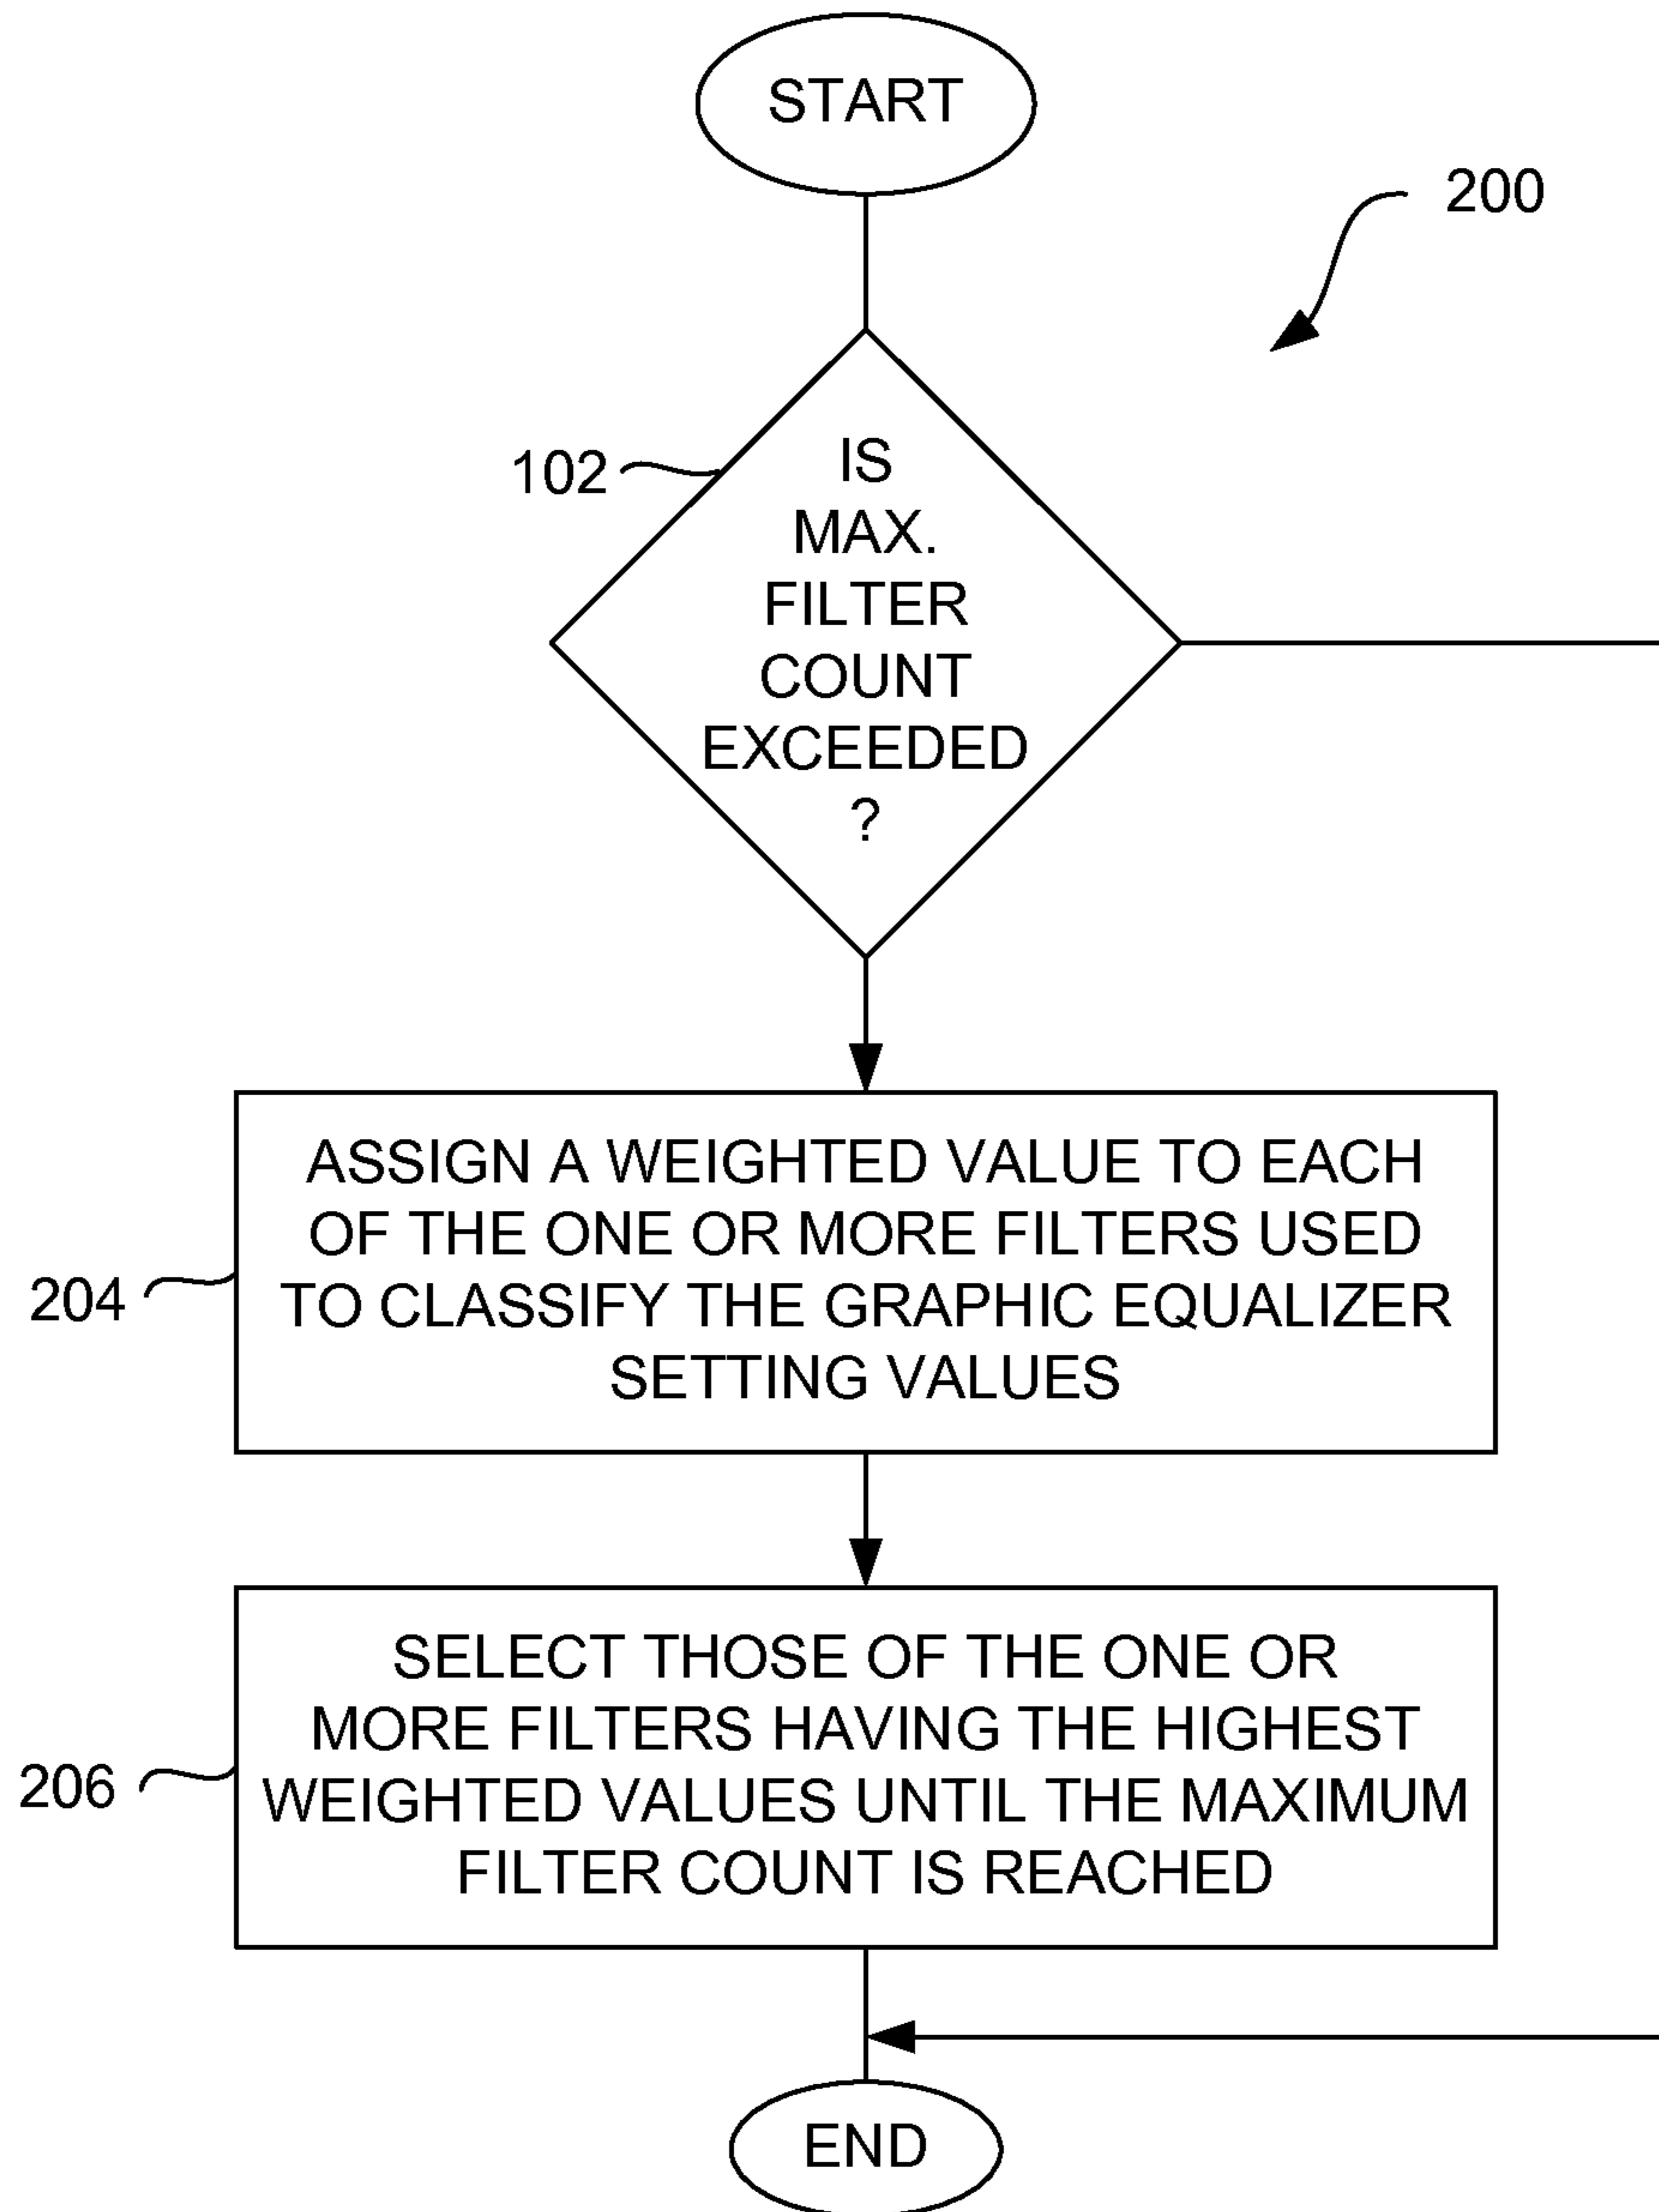 START
200
102
IS
MAX.
FILTER
COUNT
EXCEEDED
?
ASSIGN A WEIGHTED VALUE TO EACH
OF THE ONE OR MORE FILTERS USED
TO CLASSIFY THE GRAPHIC EQUALIZER
SETTING VALUES
204
SELECT THOSE OF THE ONE OR
MORE FILTERS HAVING THE HIGHEST
WEIGHTED VALUES UNTIL THE MAXIMUM
FILTER COUNT IS REACHED
206
END